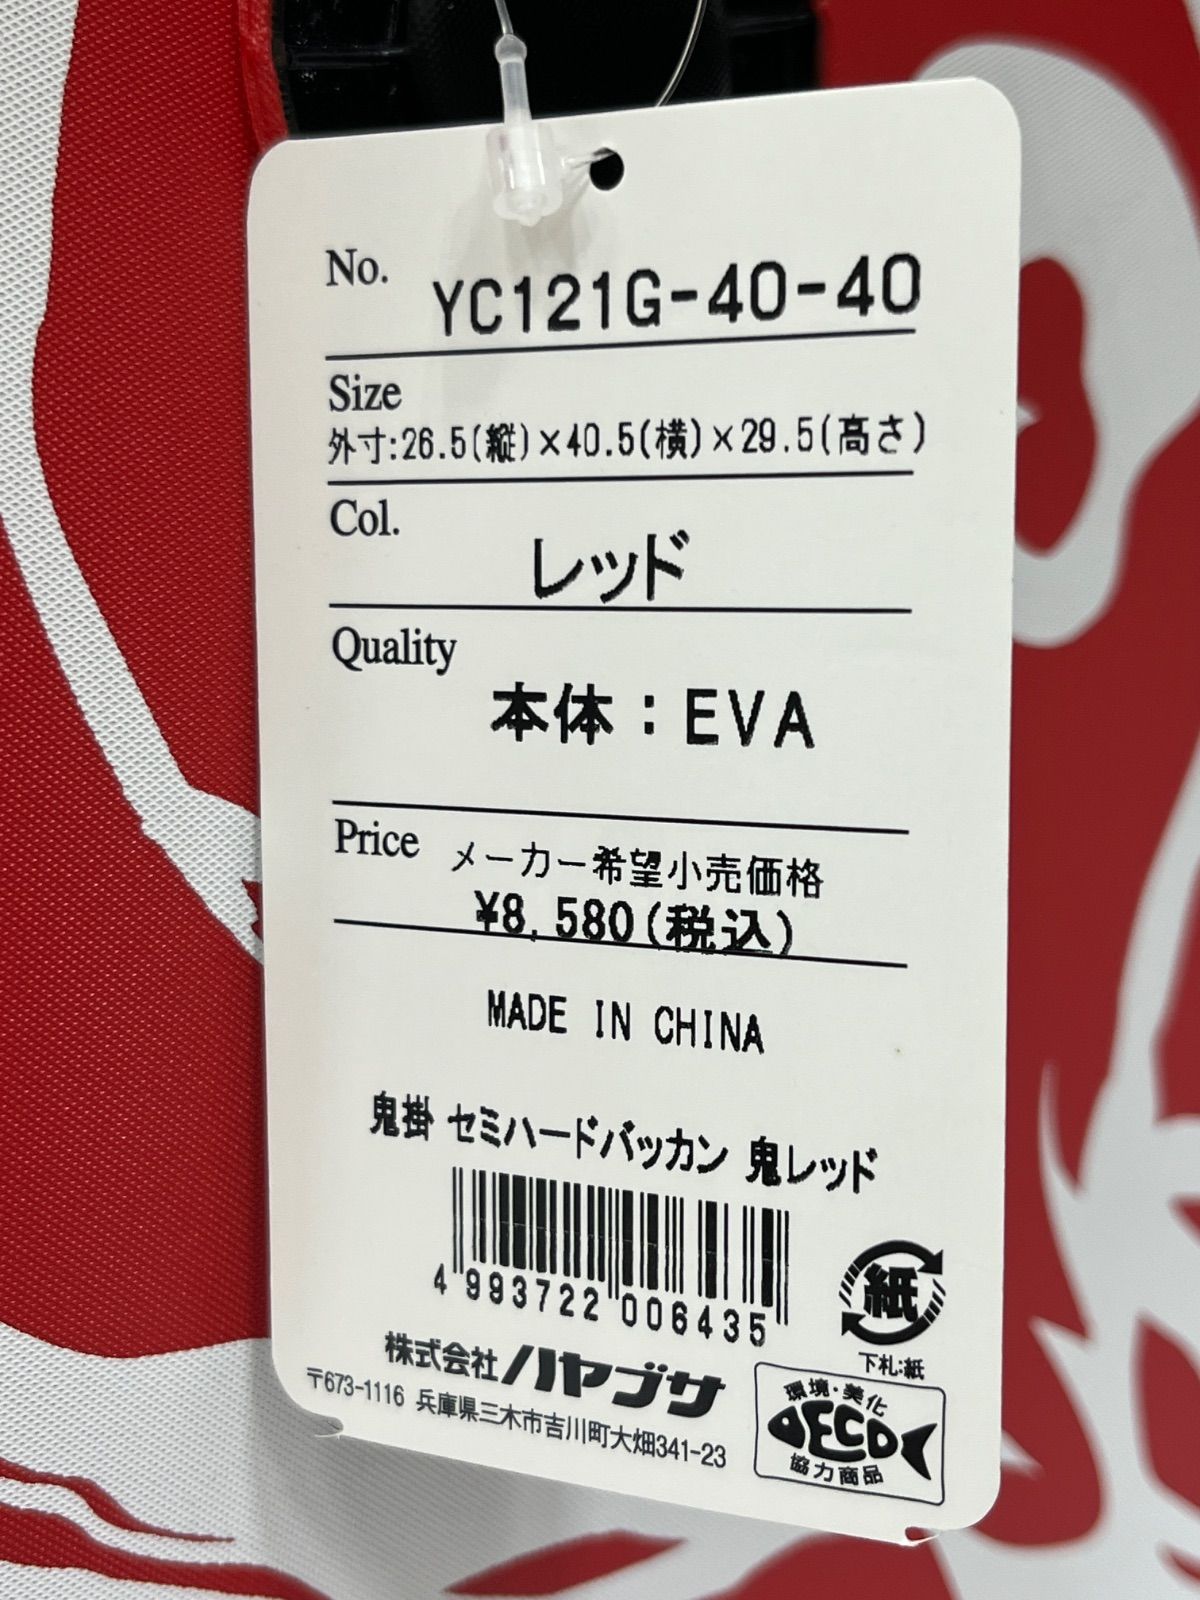 No. YC121G-40-40
Size
外寸:26.5(縦)×40.5(横)×29.5(高さ)
Col.
レッド
Quality
本体：EVA
Price メーカー希望小売価格
¥8,580(税込)
MADE IN CHINA
鬼掛 セミハードバッカン 鬼レッド
4 993722 006435
紙
下札:紙
株式会社ハヤブサ
〒673-1116 兵庫県三木市吉川町大畑341-23
環境・美化
DECO
協力商品